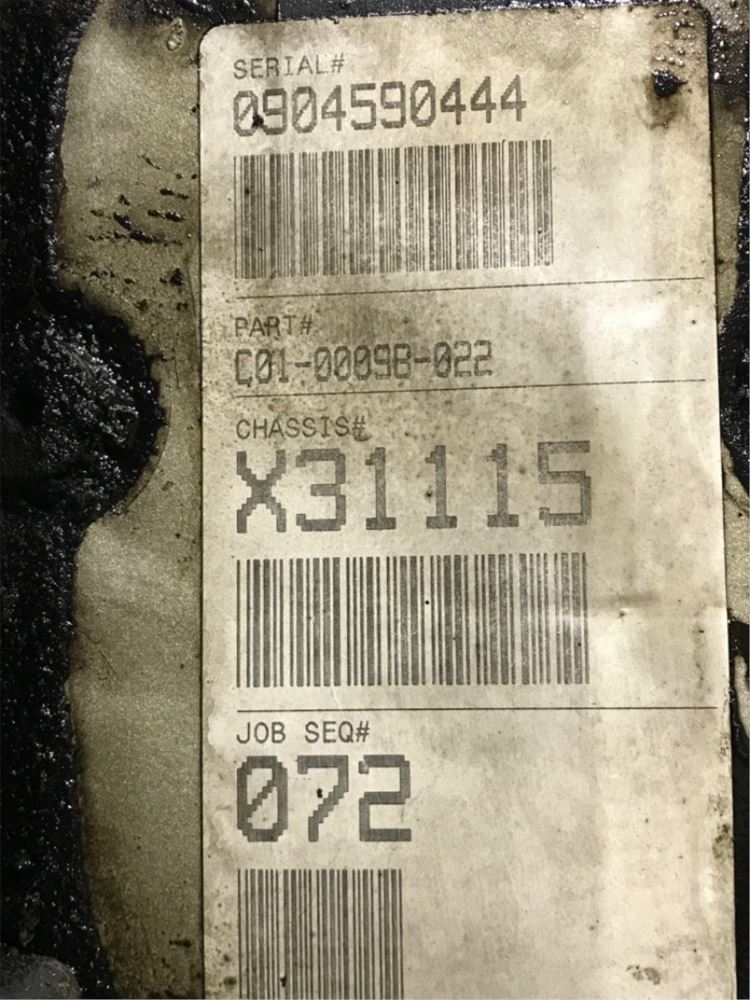 SERIAL#
0904590444
PART#
C01-00098-022
CHASSIS#
X31115
JOB SEQ#
072